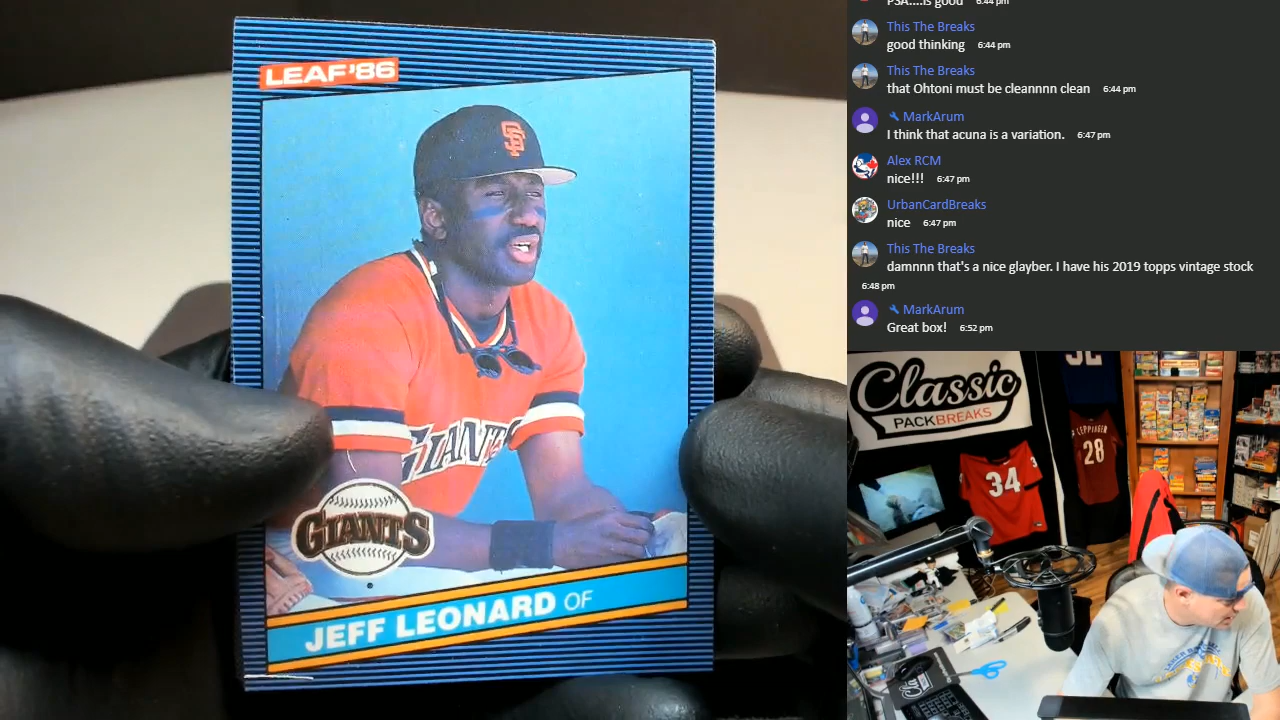 LEAF '86
SF
GIANTS
GIANTS
JEFF LEONARD OF
PSA....is good 6:44 pm
This The Breaks
good thinking 6:44 pm
This The Breaks
that Ohtoni must be cleannnn clean 6:44 pm
MarkArum
I think that acuna is a variation. 6:47 pm
Alex RCM
nice!!! 6:47 pm
UrbanCardBreaks
nice 6:47 pm
This The Breaks
damnnn that's a nice glayber. I have his 2019 topps vintage stock
6:48 pm
MarkArum
Great box! 6:52 pm
Classic
PACKBREAKS
34
28